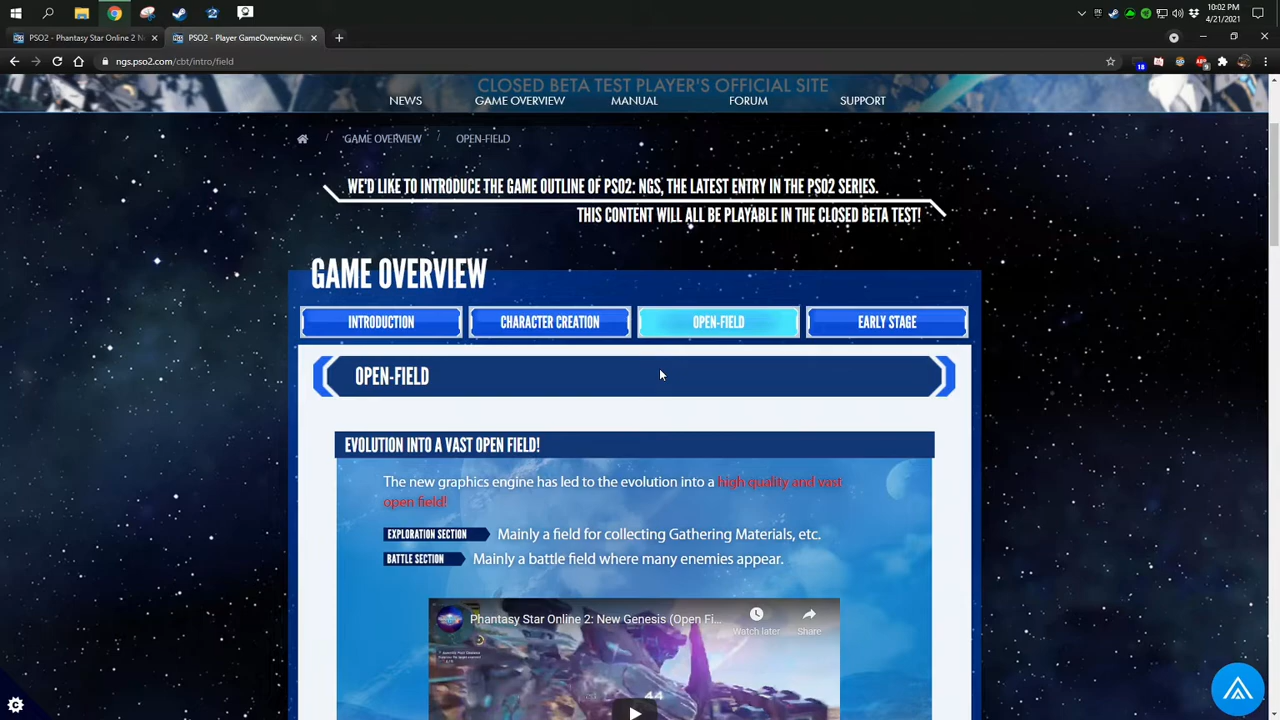 10:02 PM
4/21/2021
PSO2 - Phantasy Star Online 2 N
PSO2 - Player GameOverview Ch
ngs.pso2.com/cbt/intro/field
18
CLOSED BETA TEST PLAYER'S OFFICIAL SITE
NEWS GAME OVERVIEW MANUAL FORUM SUPPORT
/ GAME OVERVIEW / OPEN-FIELD
WE'D LIKE TO INTRODUCE THE GAME OUTLINE OF PSO2: NGS, THE LATEST ENTRY IN THE PSO2 SERIES.
THIS CONTENT WILL ALL BE PLAYABLE IN THE CLOSED BETA TEST!
GAME OVERVIEW
INTRODUCTION CHARACTER CREATION OPEN-FIELD EARLY STAGE
OPEN-FIELD
EVOLUTION INTO A VAST OPEN FIELD!
The new graphics engine has led to the evolution into a high quality and vast
open field!
EXPLORATION SECTION Mainly a field for collecting Gathering Materials, etc.
BATTLE SECTION Mainly a battle field where many enemies appear.
Phantasy Star Online 2: New Genesis (Open Fi...
Watch later Share
44